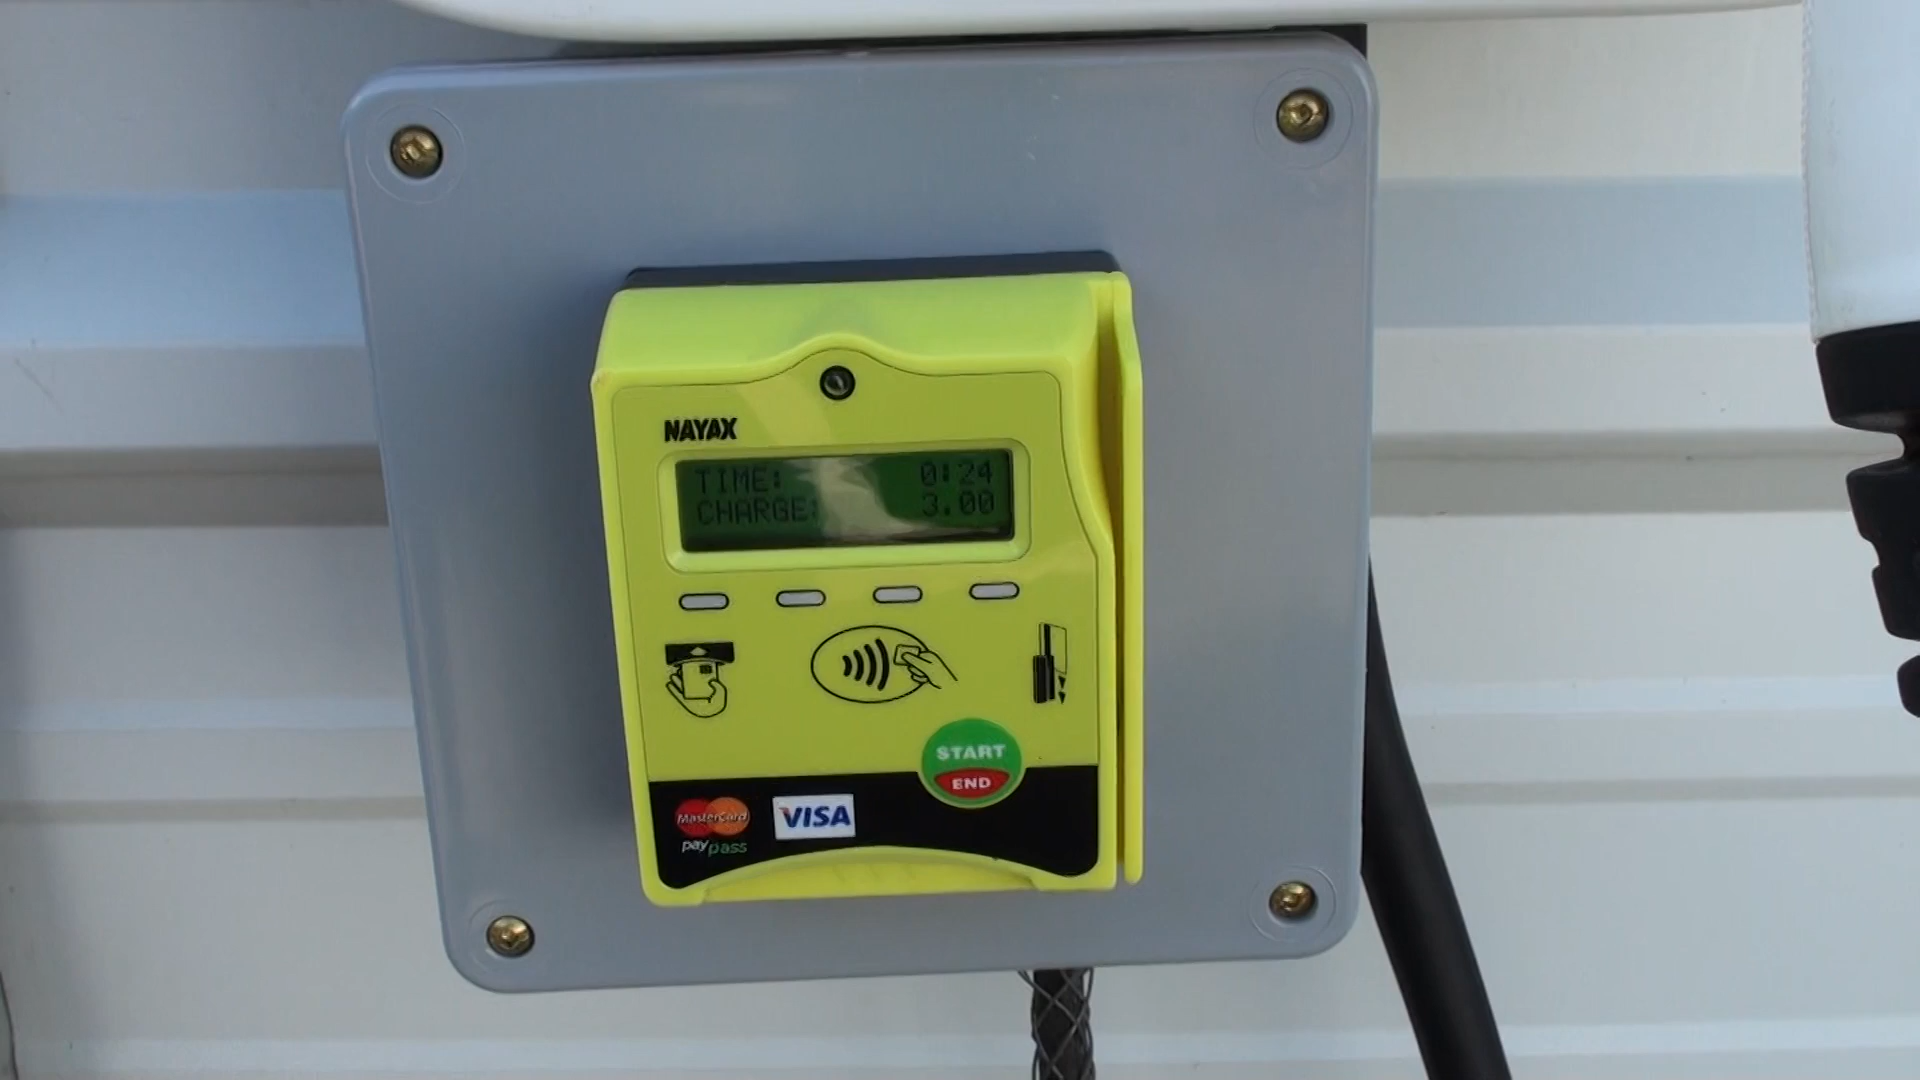 NAYAX
TIME: 0:24
CHARGE: 3.00
START
END
MasterCard
VISA
paypass